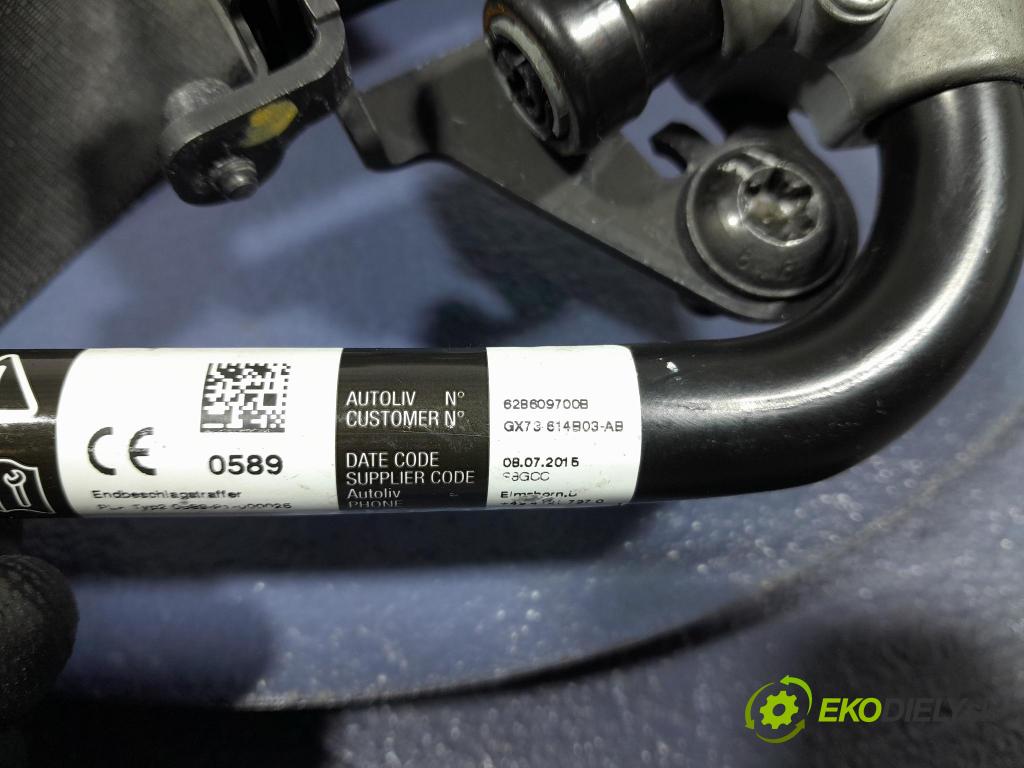 CE 0589
Endbeschlagstraffer
AUTOLIV N° 628609700B
CUSTOMER N° GX73 614B03-AB
DATE CODE 08.07.2015
SUPPLIER CODE
Autoliv Elmshorn,D
PHONE
EKODIELY